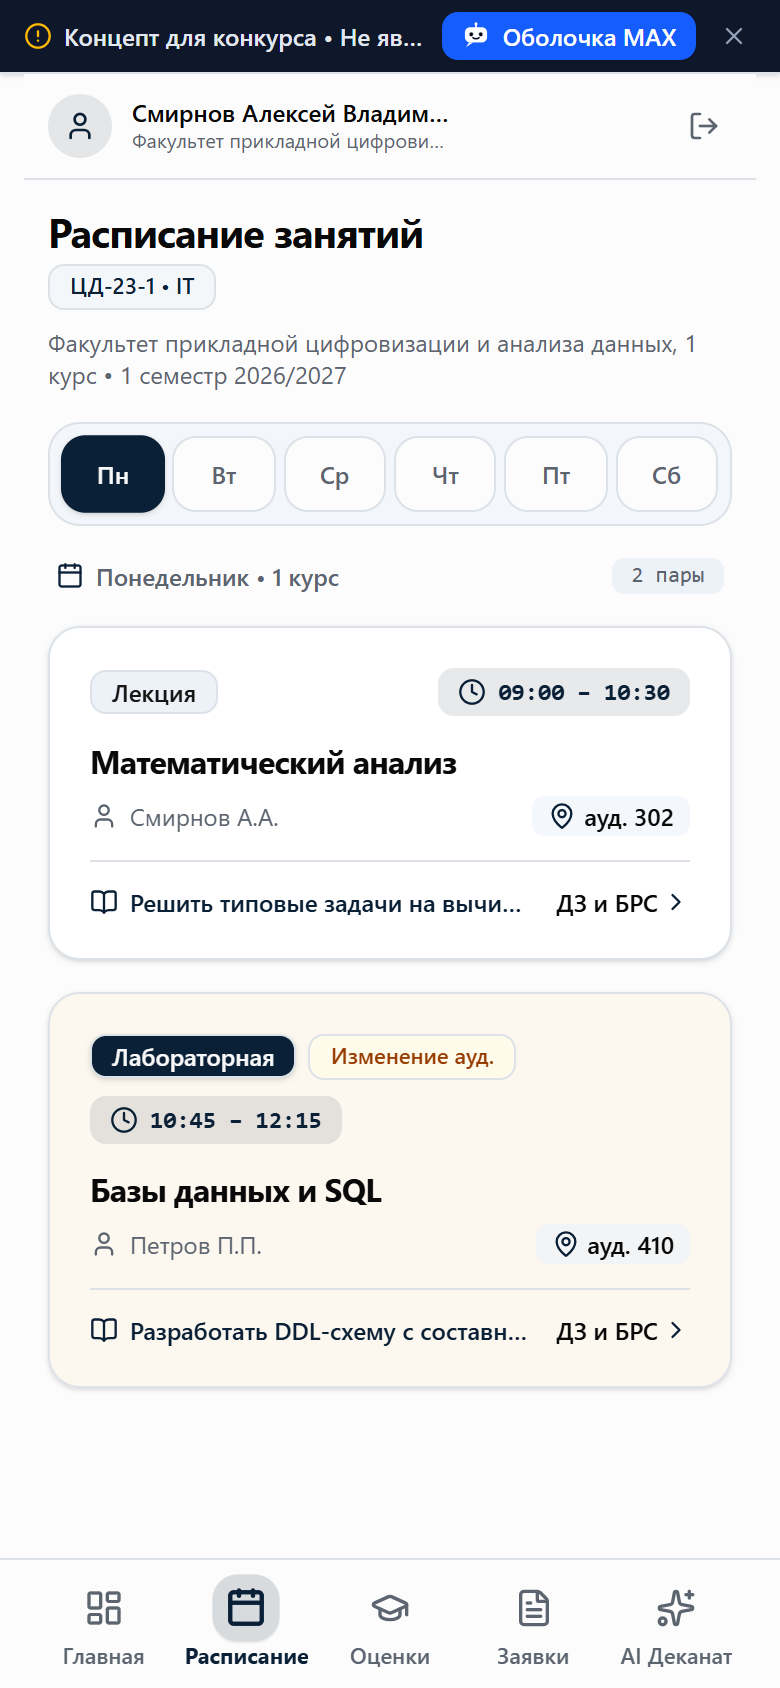 Концепт для конкурса • Не яв...
Оболочка MAX
Смирнов Алексей Владим...
Факультет прикладной цифрови...
Расписание занятий
ЦД-23-1 • IT
Факультет прикладной цифровизации и анализа данных, 1
курс • 1 семестр 2026/2027
Пн Вт Ср Чт Пт Сб
Понедельник • 1 курс
2 пары
Лекция
09:00 – 10:30
Математический анализ
Смирнов А.А.
ауд. 302
Решить типовые задачи на вычи...
ДЗ и БРС
Лабораторная
Изменение ауд.
10:45 – 12:15
Базы данных и SQL
Петров П.П.
ауд. 410
Разработать DDL-схему с составн...
ДЗ и БРС
Главная Расписание Оценки Заявки AI Деканат